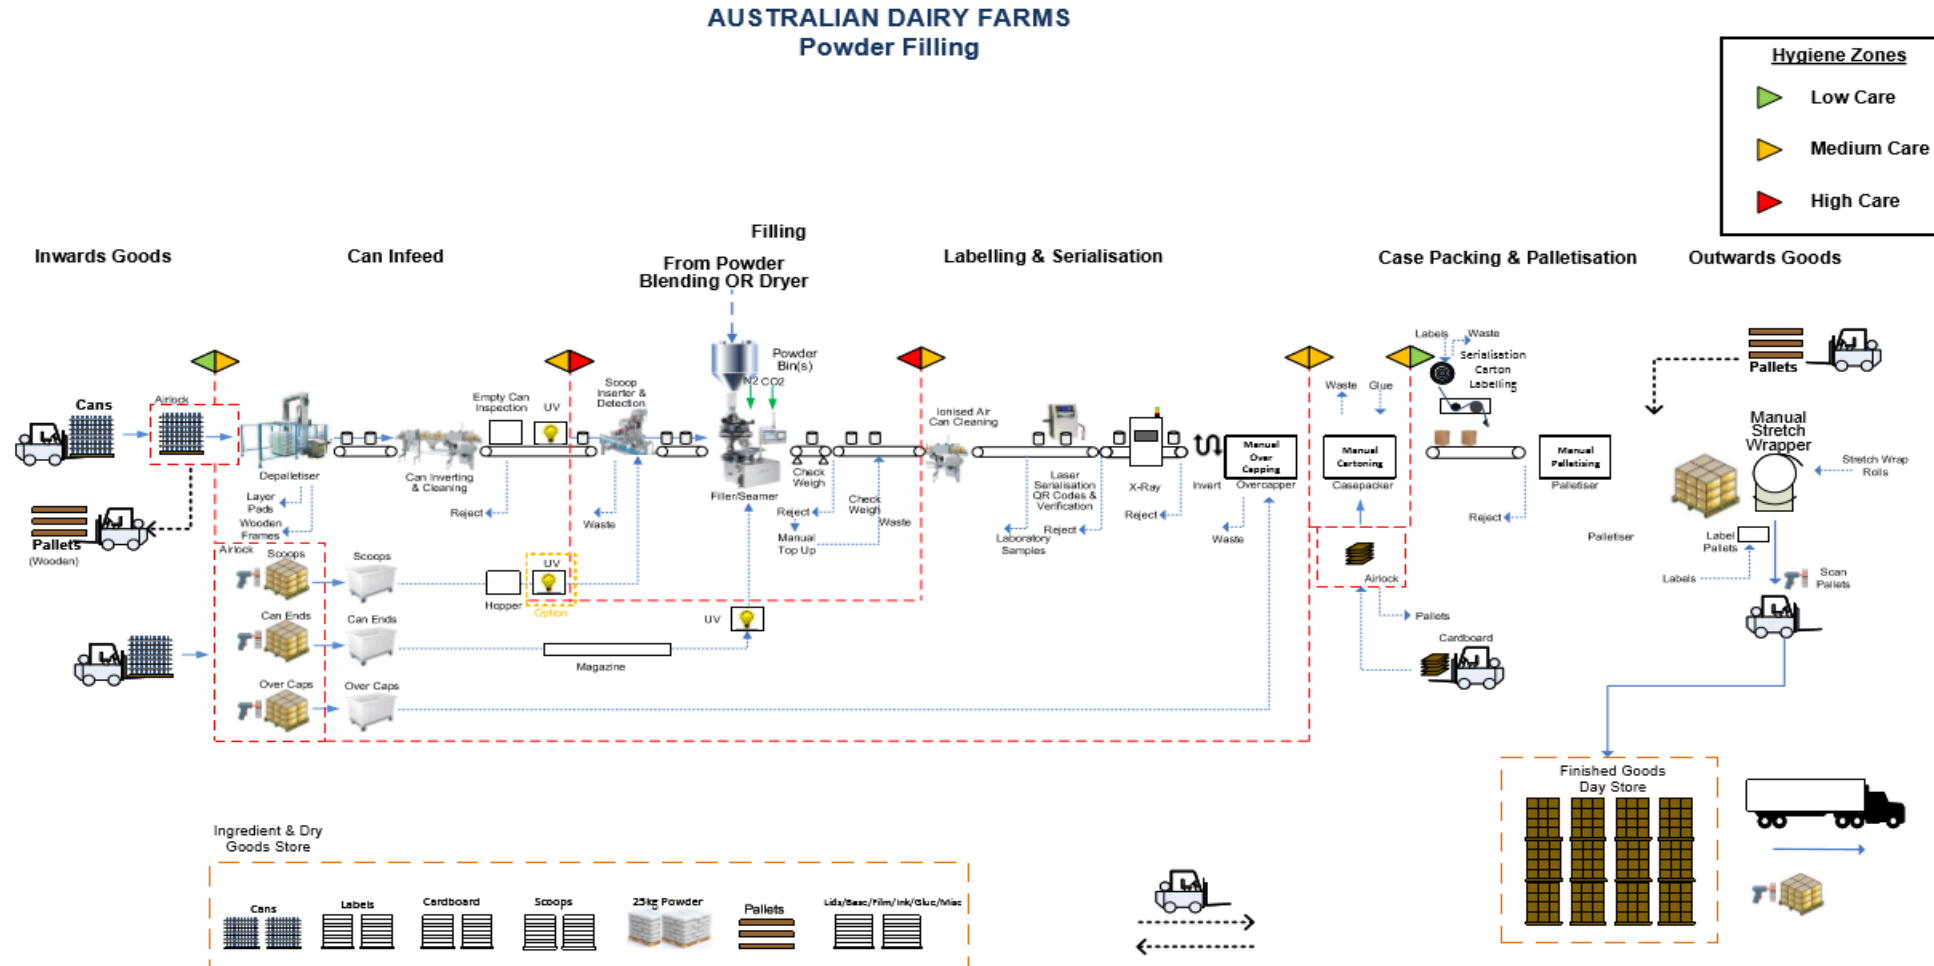 AUSTRALIAN DAIRY FARMS
Powder Filling
Hygiene Zones
Low Care
Medium Care
High Care
Inwards Goods
Can Infeed
Filling
From Powder
Blending OR Dryer
Labelling & Serialisation
Case Packing & Palletisation
Outwards Goods
Cans
Airlock
Depalletiser
Layer
Pads
Wooden
Frames
Pallets
(Wooden)
Can Inverting
& Cleaning
Empty Can
Inspection
UV
Reject
Scoop
Inserter &
Detection
Waste
Powder
Bin(s)
N2
CO2
Filler/Seamer
Check
Weigh
Reject
Manual
Top Up
Check
Weigh
Waste
Ionised Air
Can Cleaning
Laser
Serialisation
QR Codes &
Verification
Laboratory
Samples
Reject
X-Ray
Reject
Invert
Manual
Over
Capping
Overcapper
Waste
Waste
Glue
Manual
Cartoning
Casepacker
Airlock
Pallets
Cardboard
Labels
Waste
Serialisation
Carton
Labelling
Reject
Manual
Palletising
Palletiser
Palletiser
Pallets
Manual
Stretch
Wrapper
Stretch Wrap
Rolls
Label
Pallets
Labels
Scan
Pallets
Airlock
Scoops
Scoops
Hopper
UV
Option
Can Ends
Can Ends
Magazine
UV
Over Caps
Over Caps
Finished Goods
Day Store
Ingredient & Dry
Goods Store
Cans
Labels
Cardboard
Scoops
25kg Powder
Pallets
Lids/Base/Film/Ink/Glue/Misc